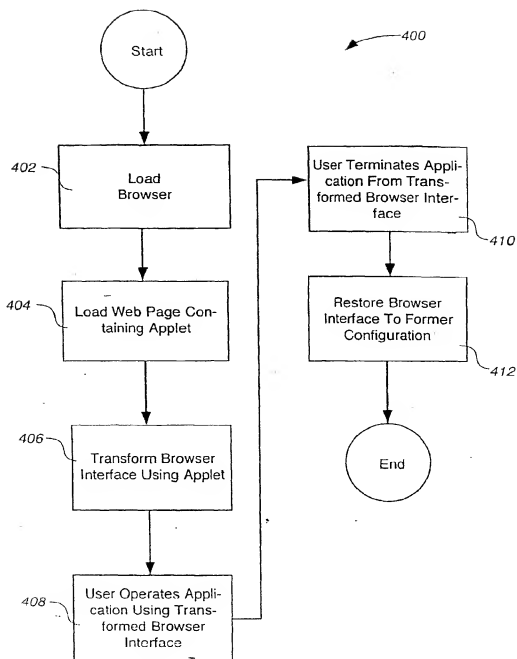 Start
400
402
Load
Browser
404
Load Web Page Con-
taining Applet
406
Transform Browser
Interface Using Applet
408
User Operates Appli-
cation Using Trans-
formed Browser
Interface
User Terminates Appli-
cation From Trans-
formed Browser Inter-
face
410
Restore Browser
Interface To Former
Configuration
412
End